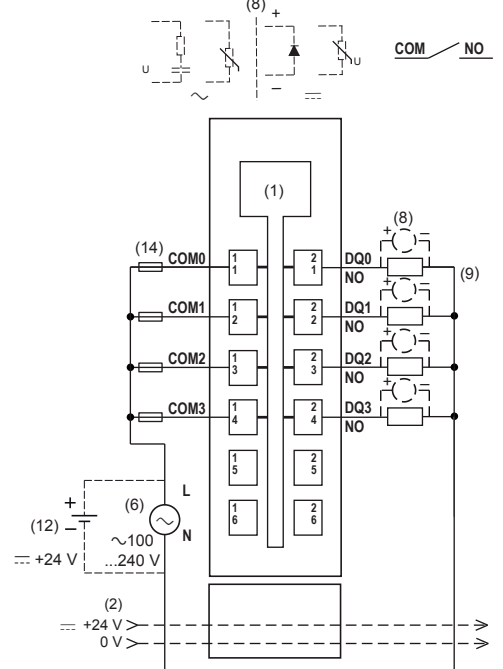 (8)
+
U
U
−
COM NO
(1)
(14) COM0 1 1 2 1 DQ0 NO + (8) −
(9)
COM1 1 2 2 2 DQ1 NO + −
COM2 1 3 2 3 DQ2 NO + −
COM3 1 4 2 4 DQ3 NO + −
1 5 2 5
1 6 2 6
L
+ (6)
(12) − N
~100
...240 V
+24 V
(2)
+24 V
0 V